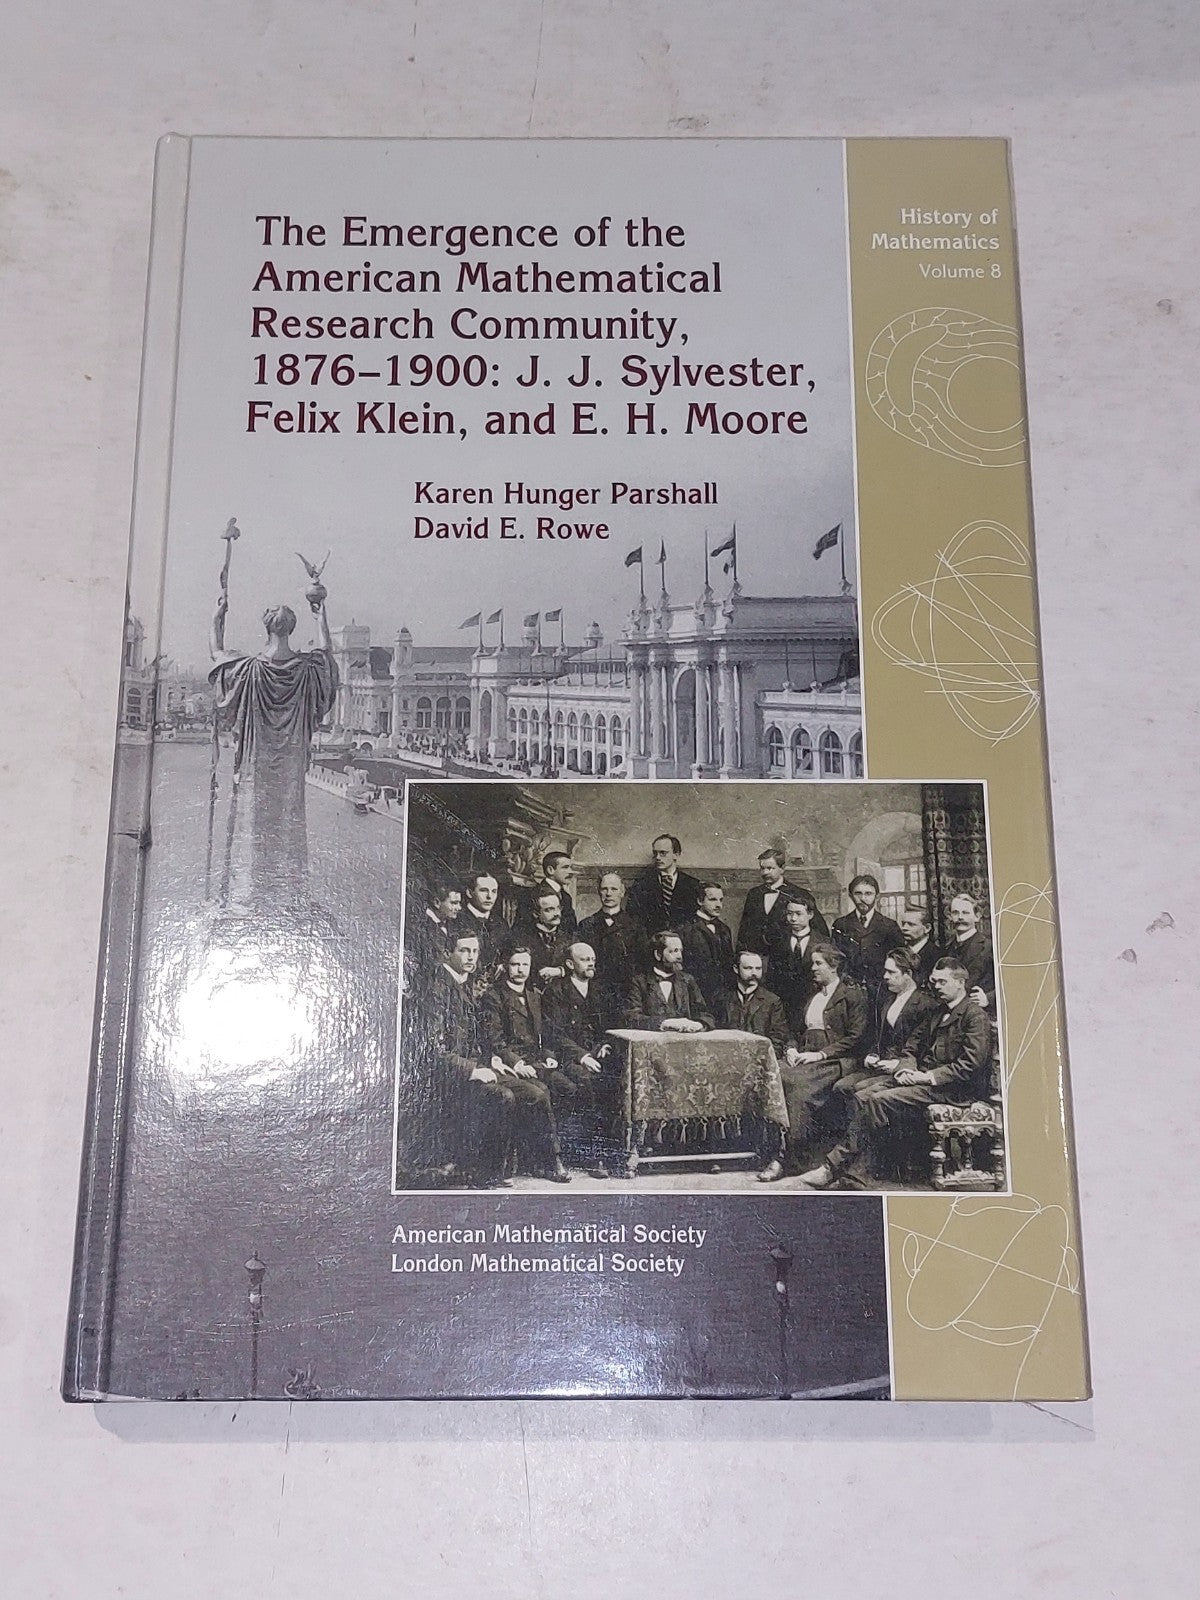 The Emergence of the
American Mathematical
Research Community,
1876–1900: J. J. Sylvester,
Felix Klein, and E. H. Moore
Karen Hunger Parshall
David E. Rowe
History of
Mathematics
Volume 8
American Mathematical Society
London Mathematical Society